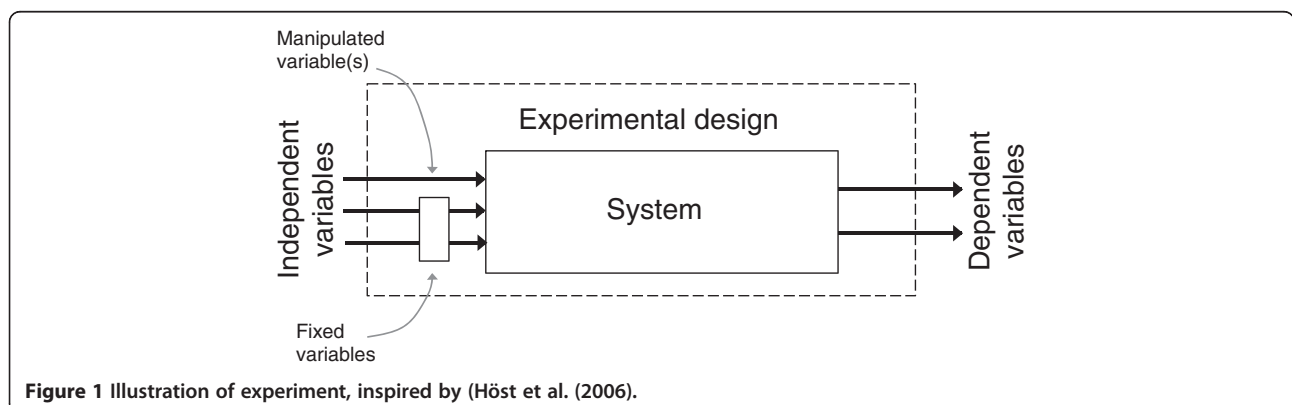 Manipulated
variable(s)
Experimental design
Independent
variables
System
Dependent
variables
Fixed
variables
Figure 1 Illustration of experiment, inspired by (Höst et al. (2006).